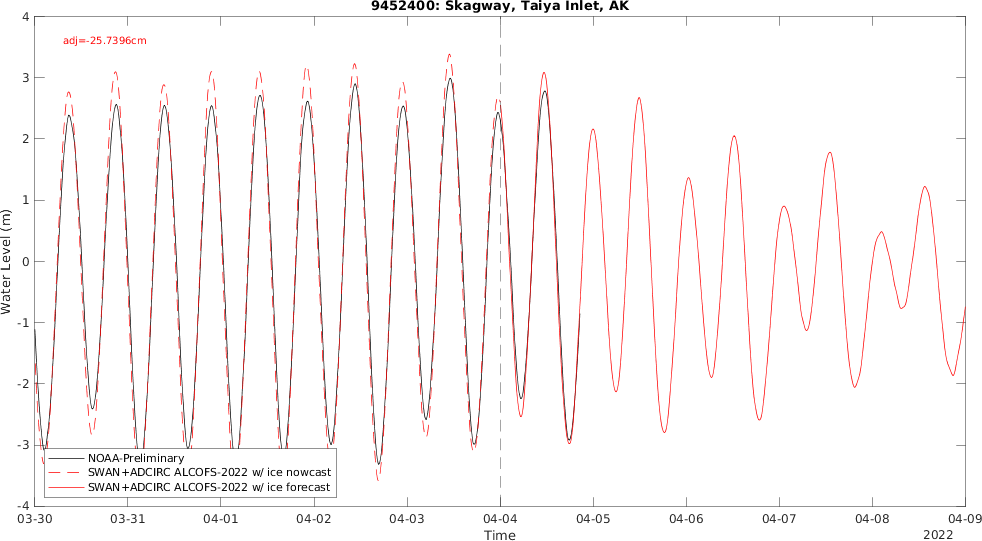 9452400: Skagway, Taiya Inlet, AK
adj=-25.7396cm
Water Level (m)
4
3
2
1
0
-1
-2
-3
-4
NOAA-Preliminary
SWAN+ADCIRC ALCOFS-2022 w/ ice nowcast
SWAN+ADCIRC ALCOFS-2022 w/ ice forecast
03-30 03-31 04-01 04-02 04-03 04-04 04-05 04-06 04-07 04-08 04-09
Time
2022